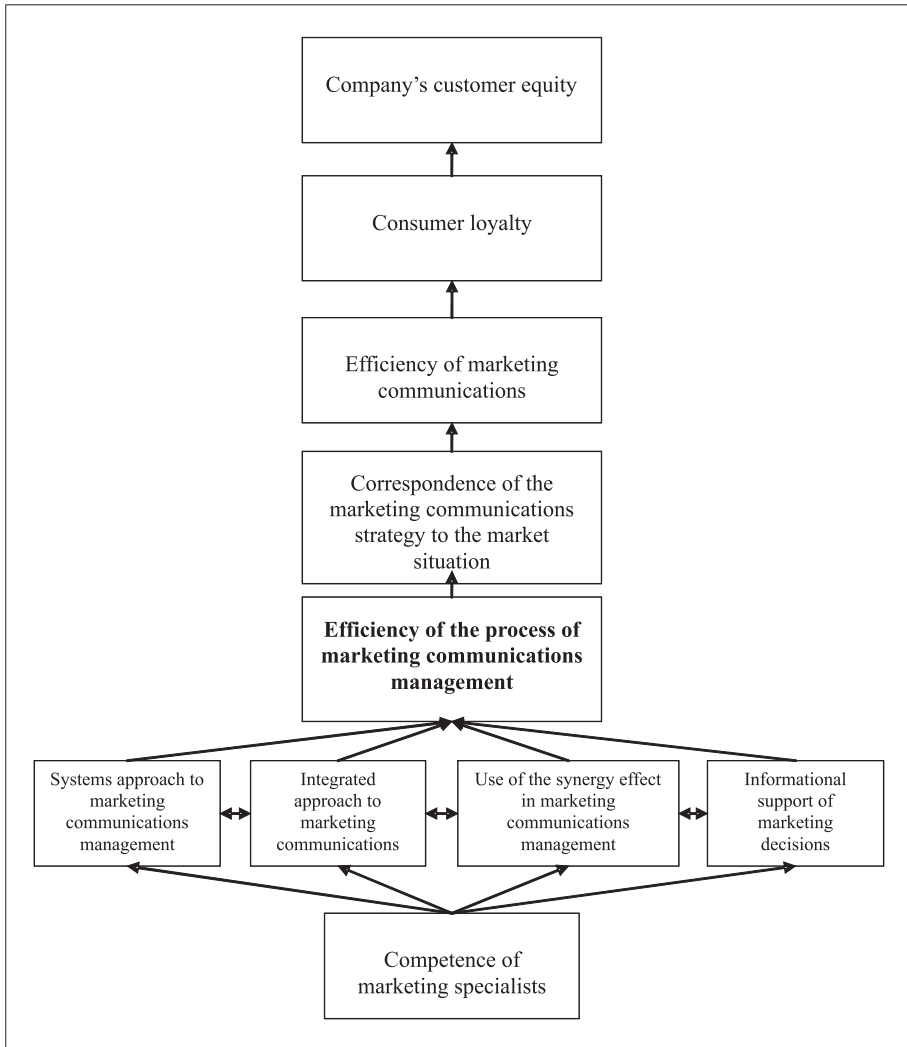 Company’s customer equity
Consumer loyalty
Efficiency of marketing
communications
Correspondence of the
marketing communications
strategy to the market
situation
Efficiency of the process of
marketing communications
management
Systems approach to
marketing
communications
management
Integrated
approach to
marketing
communications
Use of the synergy effect
in marketing
communications
management
Informational
support of
marketing
decisions
Competence of
marketing specialists